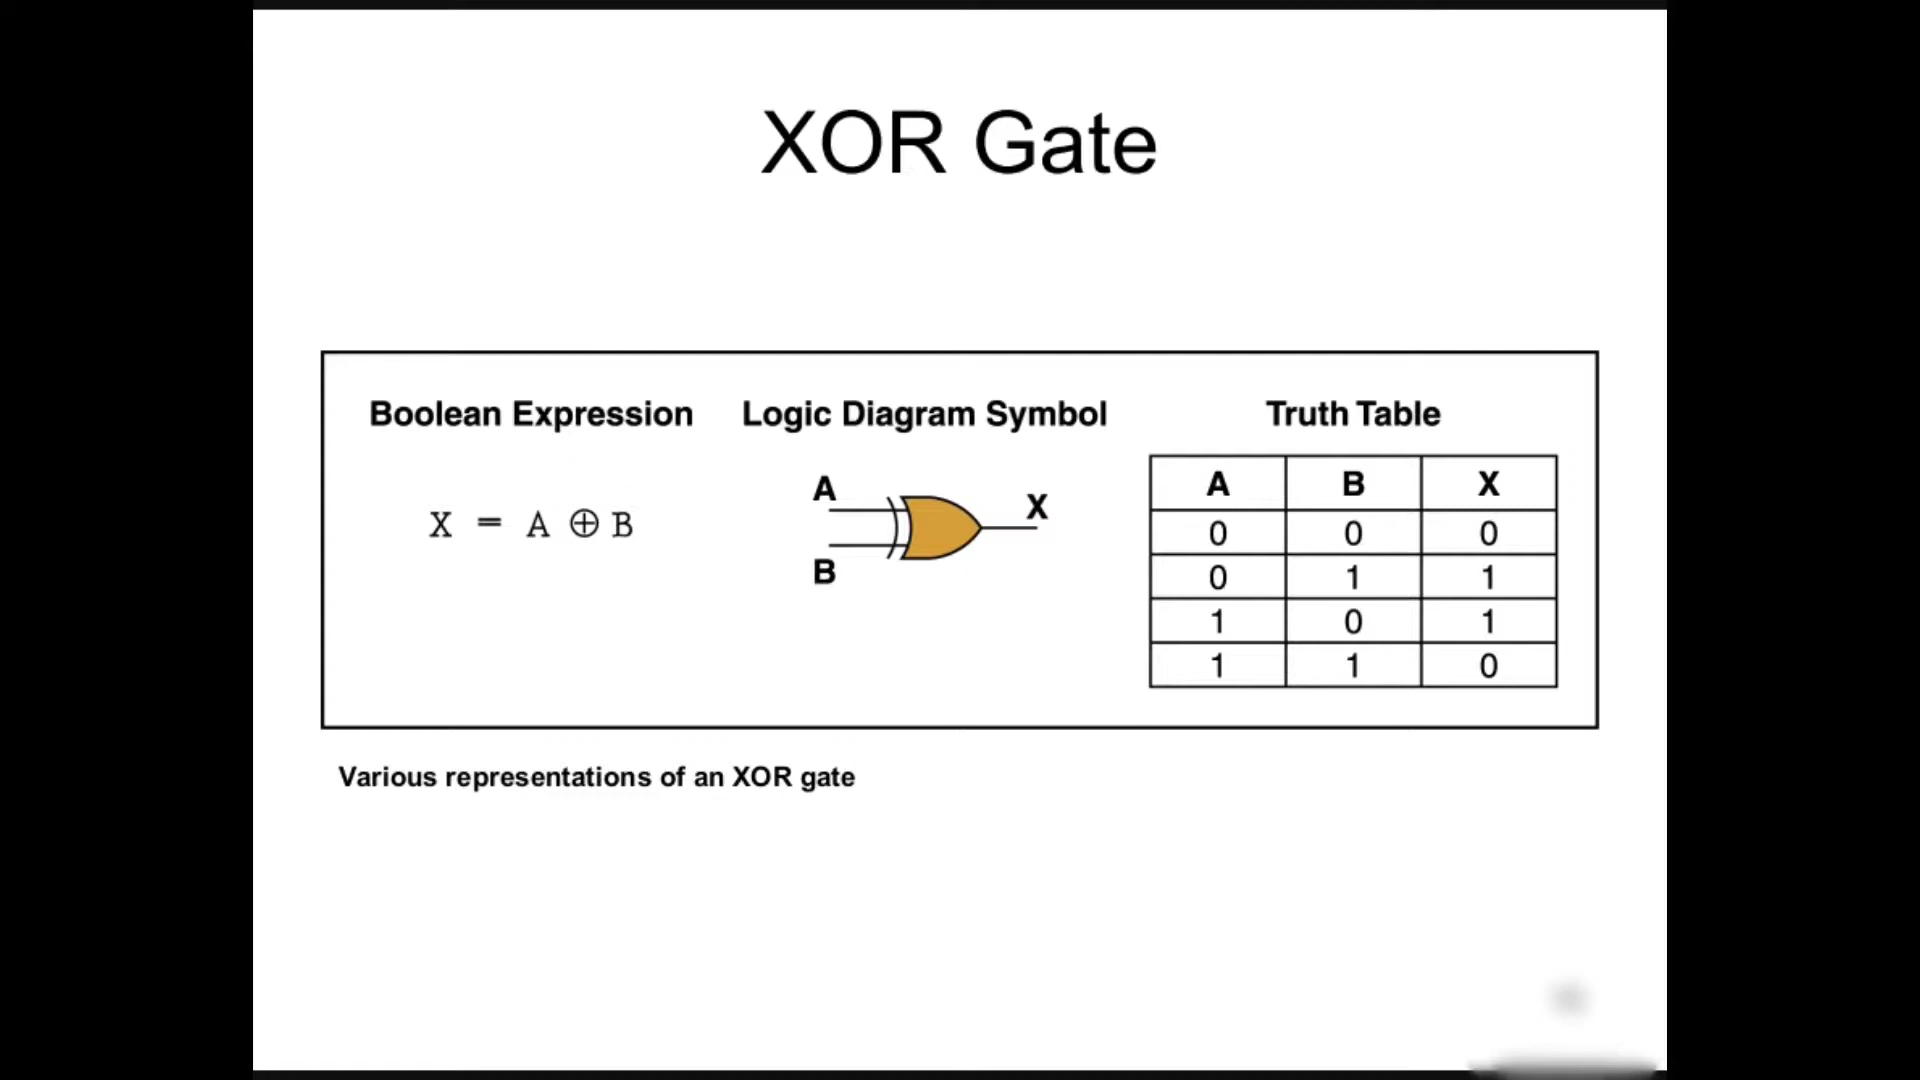 XOR Gate
Boolean Expression
Logic Diagram Symbol
Truth Table
X = A ⊕ B
A
B
X
A B X
0 0 0
0 1 1
1 0 1
1 1 0
Various representations of an XOR gate